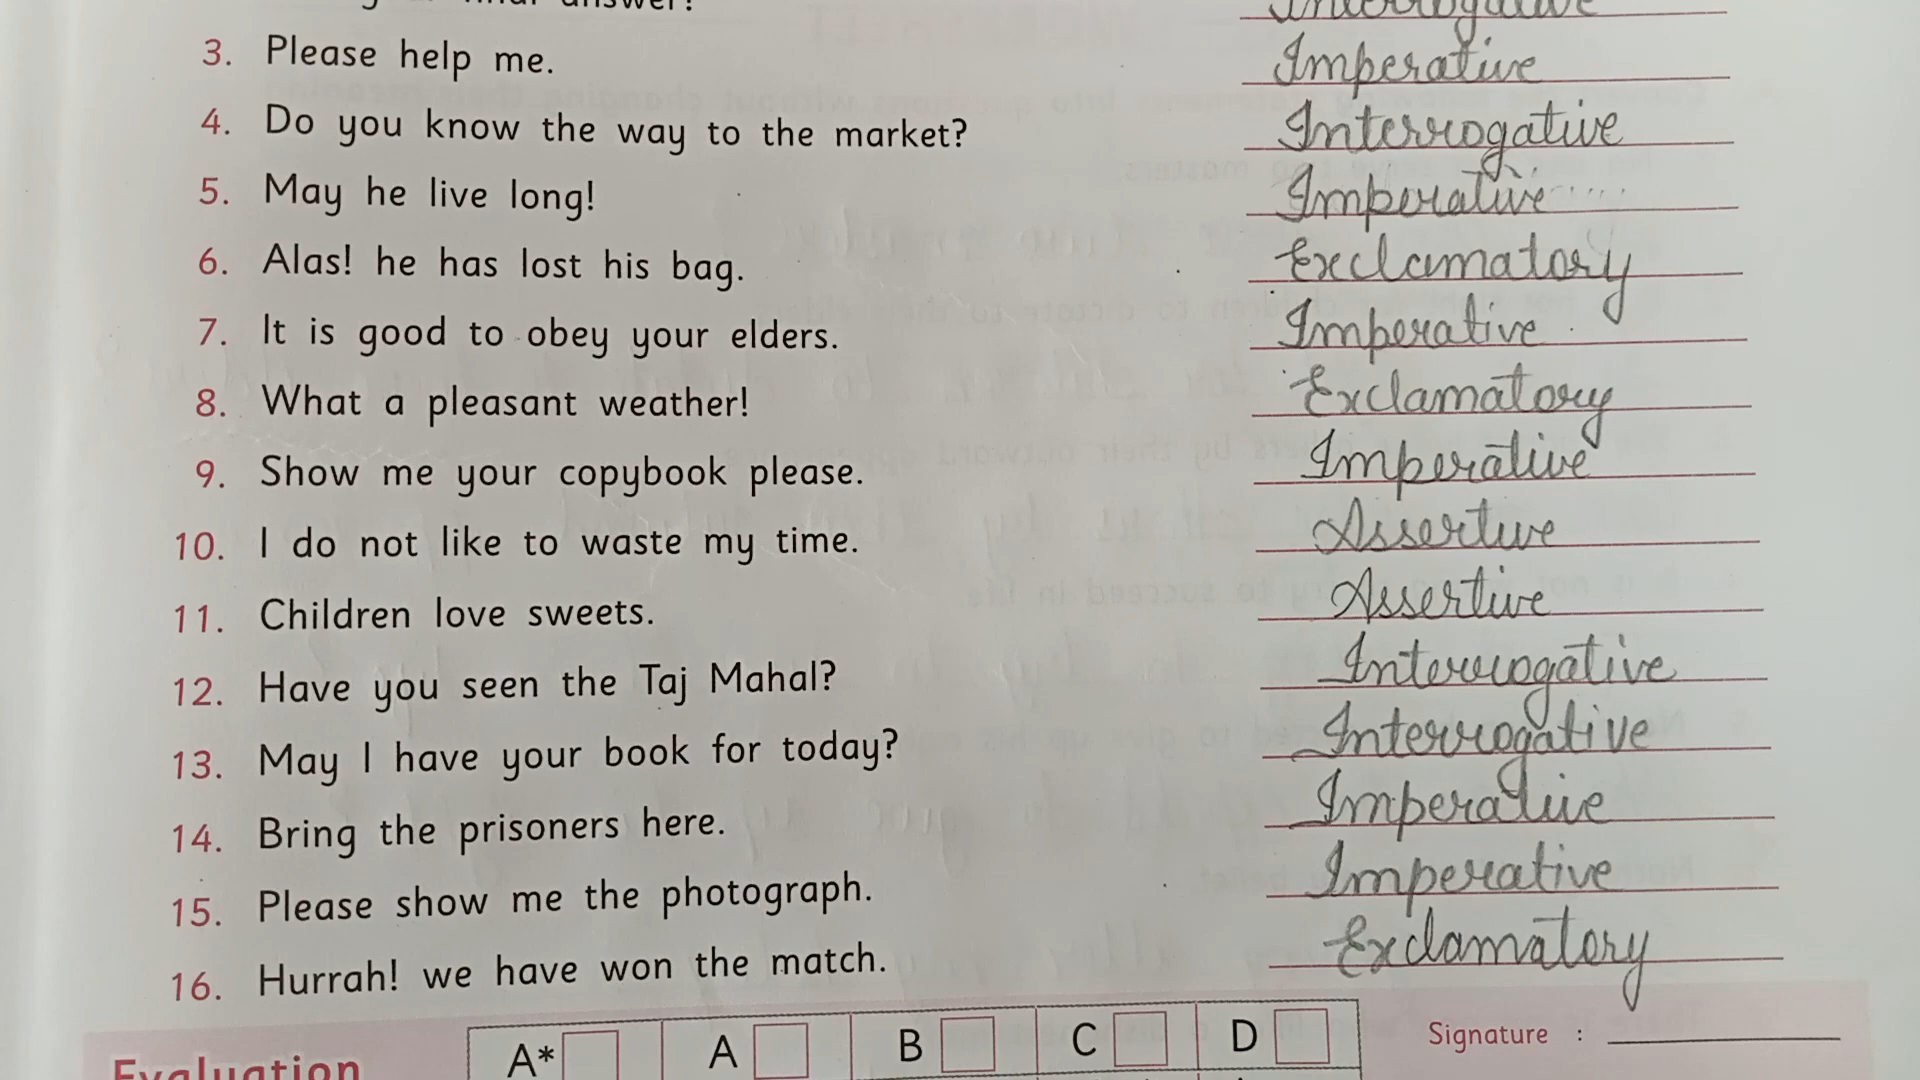 final answer? Interrogative
3. Please help me. Imperative
4. Do you know the way to the market? Interrogative
5. May he live long! Imperative
6. Alas! he has lost his bag. Exclamatory
7. It is good to obey your elders. Imperative
8. What a pleasant weather! Exclamatory
9. Show me your copybook please. Imperative
10. I do not like to waste my time. Assertive
11. Children love sweets. Assertive
12. Have you seen the Taj Mahal? Interrogative
13. May I have your book for today? Interrogative
14. Bring the prisoners here. Imperative
15. Please show me the photograph. Imperative
16. Hurrah! we have won the match. Exclamatory
Evaluation A* A B C D Signature :